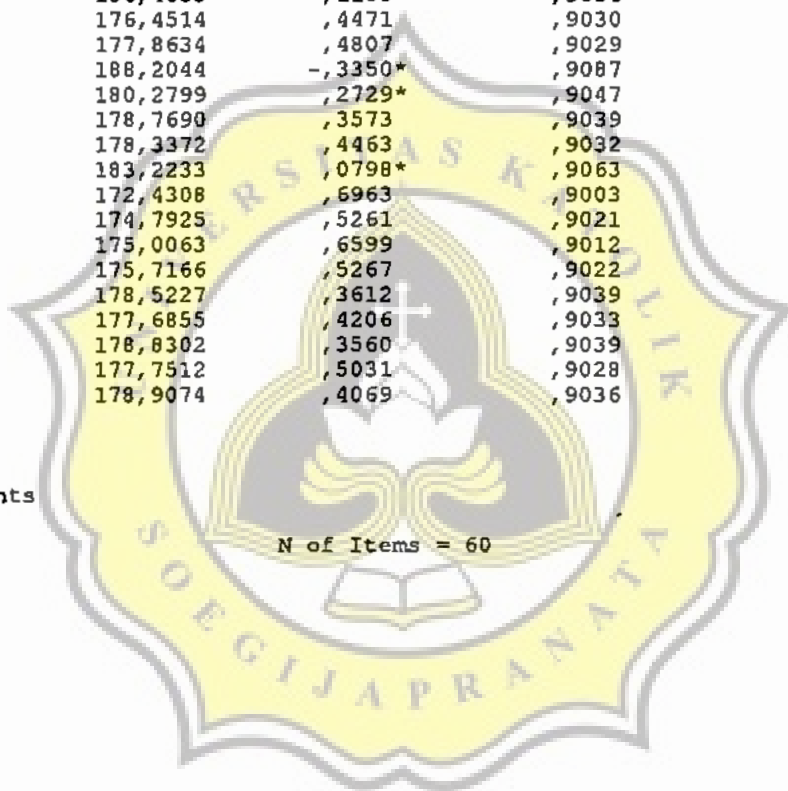 176,4514 ,4471 ,9030
177,8634 ,4807 ,9029
188,2044 -,3350* ,9087
180,2799 ,2729* ,9047
178,7690 ,3573 ,9039
178,3372 ,4463 ,9032
183,2233 ,0798* ,9063
172,4308 ,6963 ,9003
174,7925 ,5261 ,9021
175,0063 ,6599 ,9012
175,7166 ,5267 ,9022
178,5227 ,3612 ,9039
177,6855 ,4206 ,9033
178,8302 ,3560 ,9039
177,7512 ,5031 ,9028
178,9074 ,4069 ,9036
N of Items = 60
UNIVERSITAS KATOLIK
SOEGIJAPRANATA